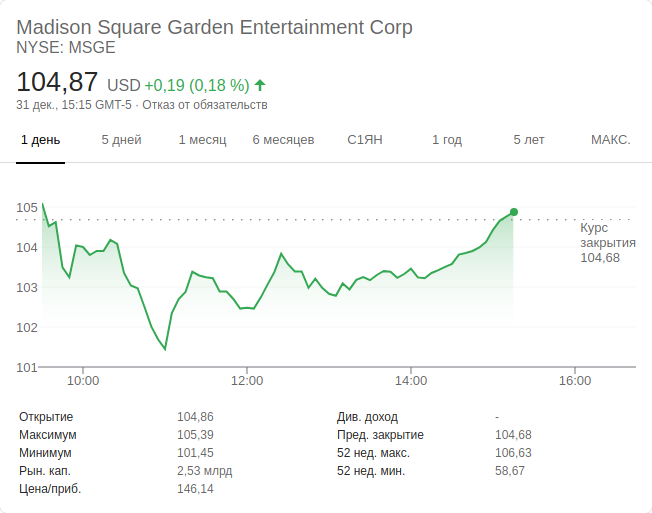 Madison Square Garden Entertainment Corp
NYSE: MSGE
104,87 USD +0,19 (0,18 %)
31 дек., 15:15 GMT-5 · Отказ от обязательств
1 день 5 дней 1 месяц 6 месяцев С1ЯН 1 год 5 лет МАКС.
105
Курс
закрытия
104,68
104
103
102
101
10:00 12:00 14:00 16:00
Открытие 104,86 Див. доход -
Максимум 105,39 Пред. закрытие 104,68
Минимум 101,45 52 нед. макс. 106,63
Рын. кап. 2,53 млрд 52 нед. мин. 58,67
Цена/приб. 146,14